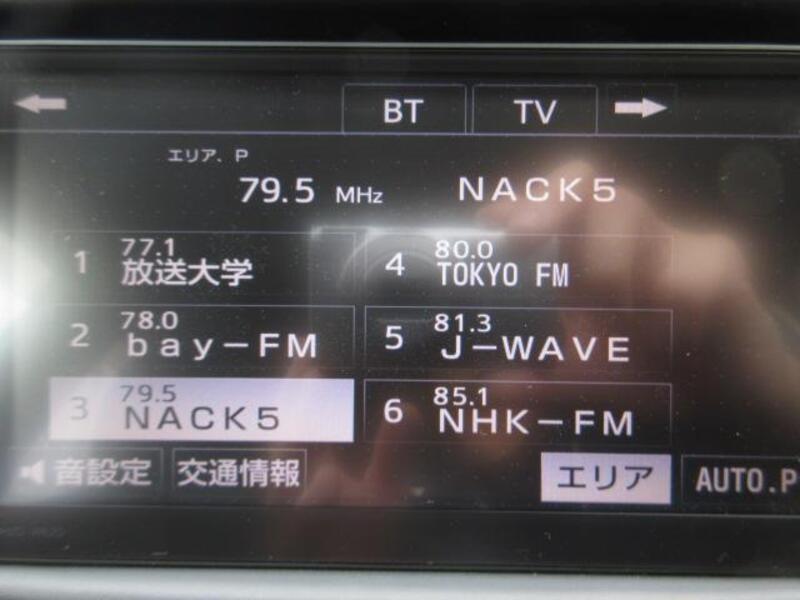 BT TV
エリア. P
79.5 MHz NACK5
1 77.1 放送大学
4 80.0 TOKYO FM
2 78.0 bay-FM
5 81.3 J-WAVE
3 79.5 NACK5
6 85.1 NHK-FM
音設定 交通情報 エリア AUTO.P